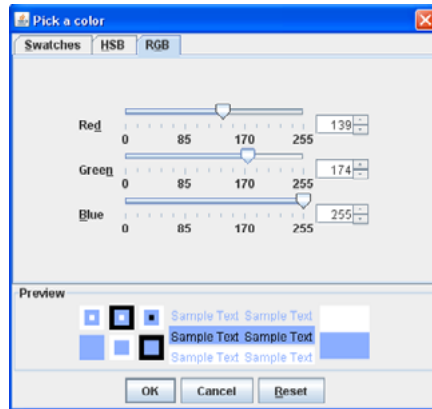 Pick a color
Swatches HSB RGB
Red 139
0 85 170 255
Green 174
0 85 170 255
Blue 255
0 85 170 255
Preview
Sample Text Sample Text
Sample Text Sample Text
Sample Text Sample Text
OK Cancel Reset